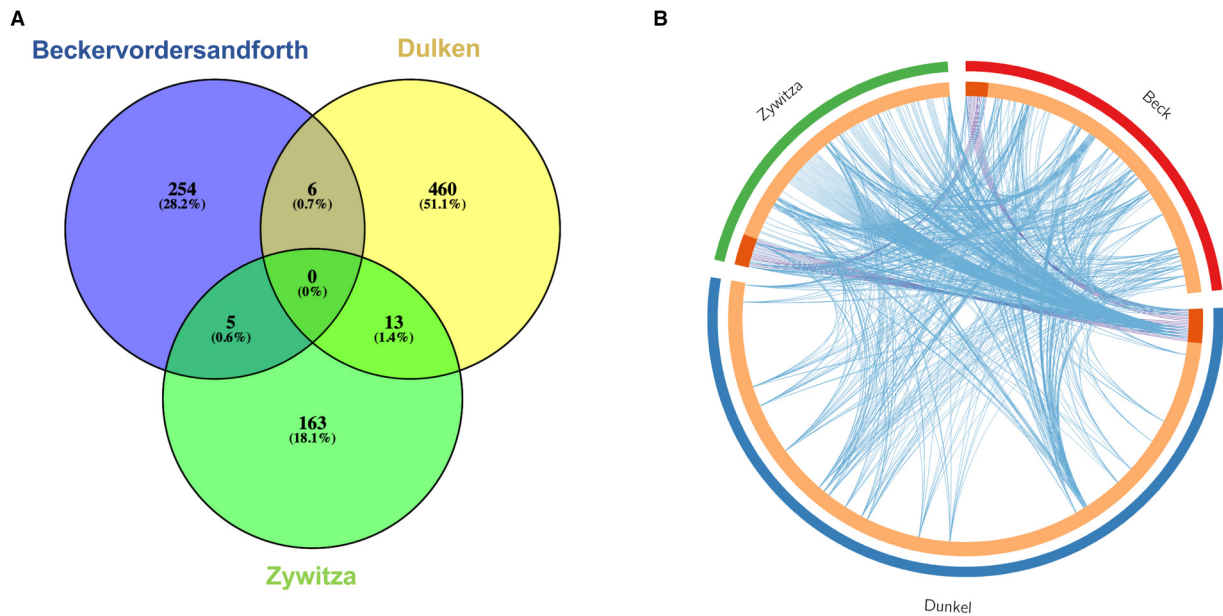 A
Beckervordersandforth
Dulken
254
(28.2%)
6
(0.7%)
460
(51.1%)
0
(0%)
5
(0.6%)
13
(1.4%)
163
(18.1%)
Zywitza
B
Zywitza
Beck
Dunkel